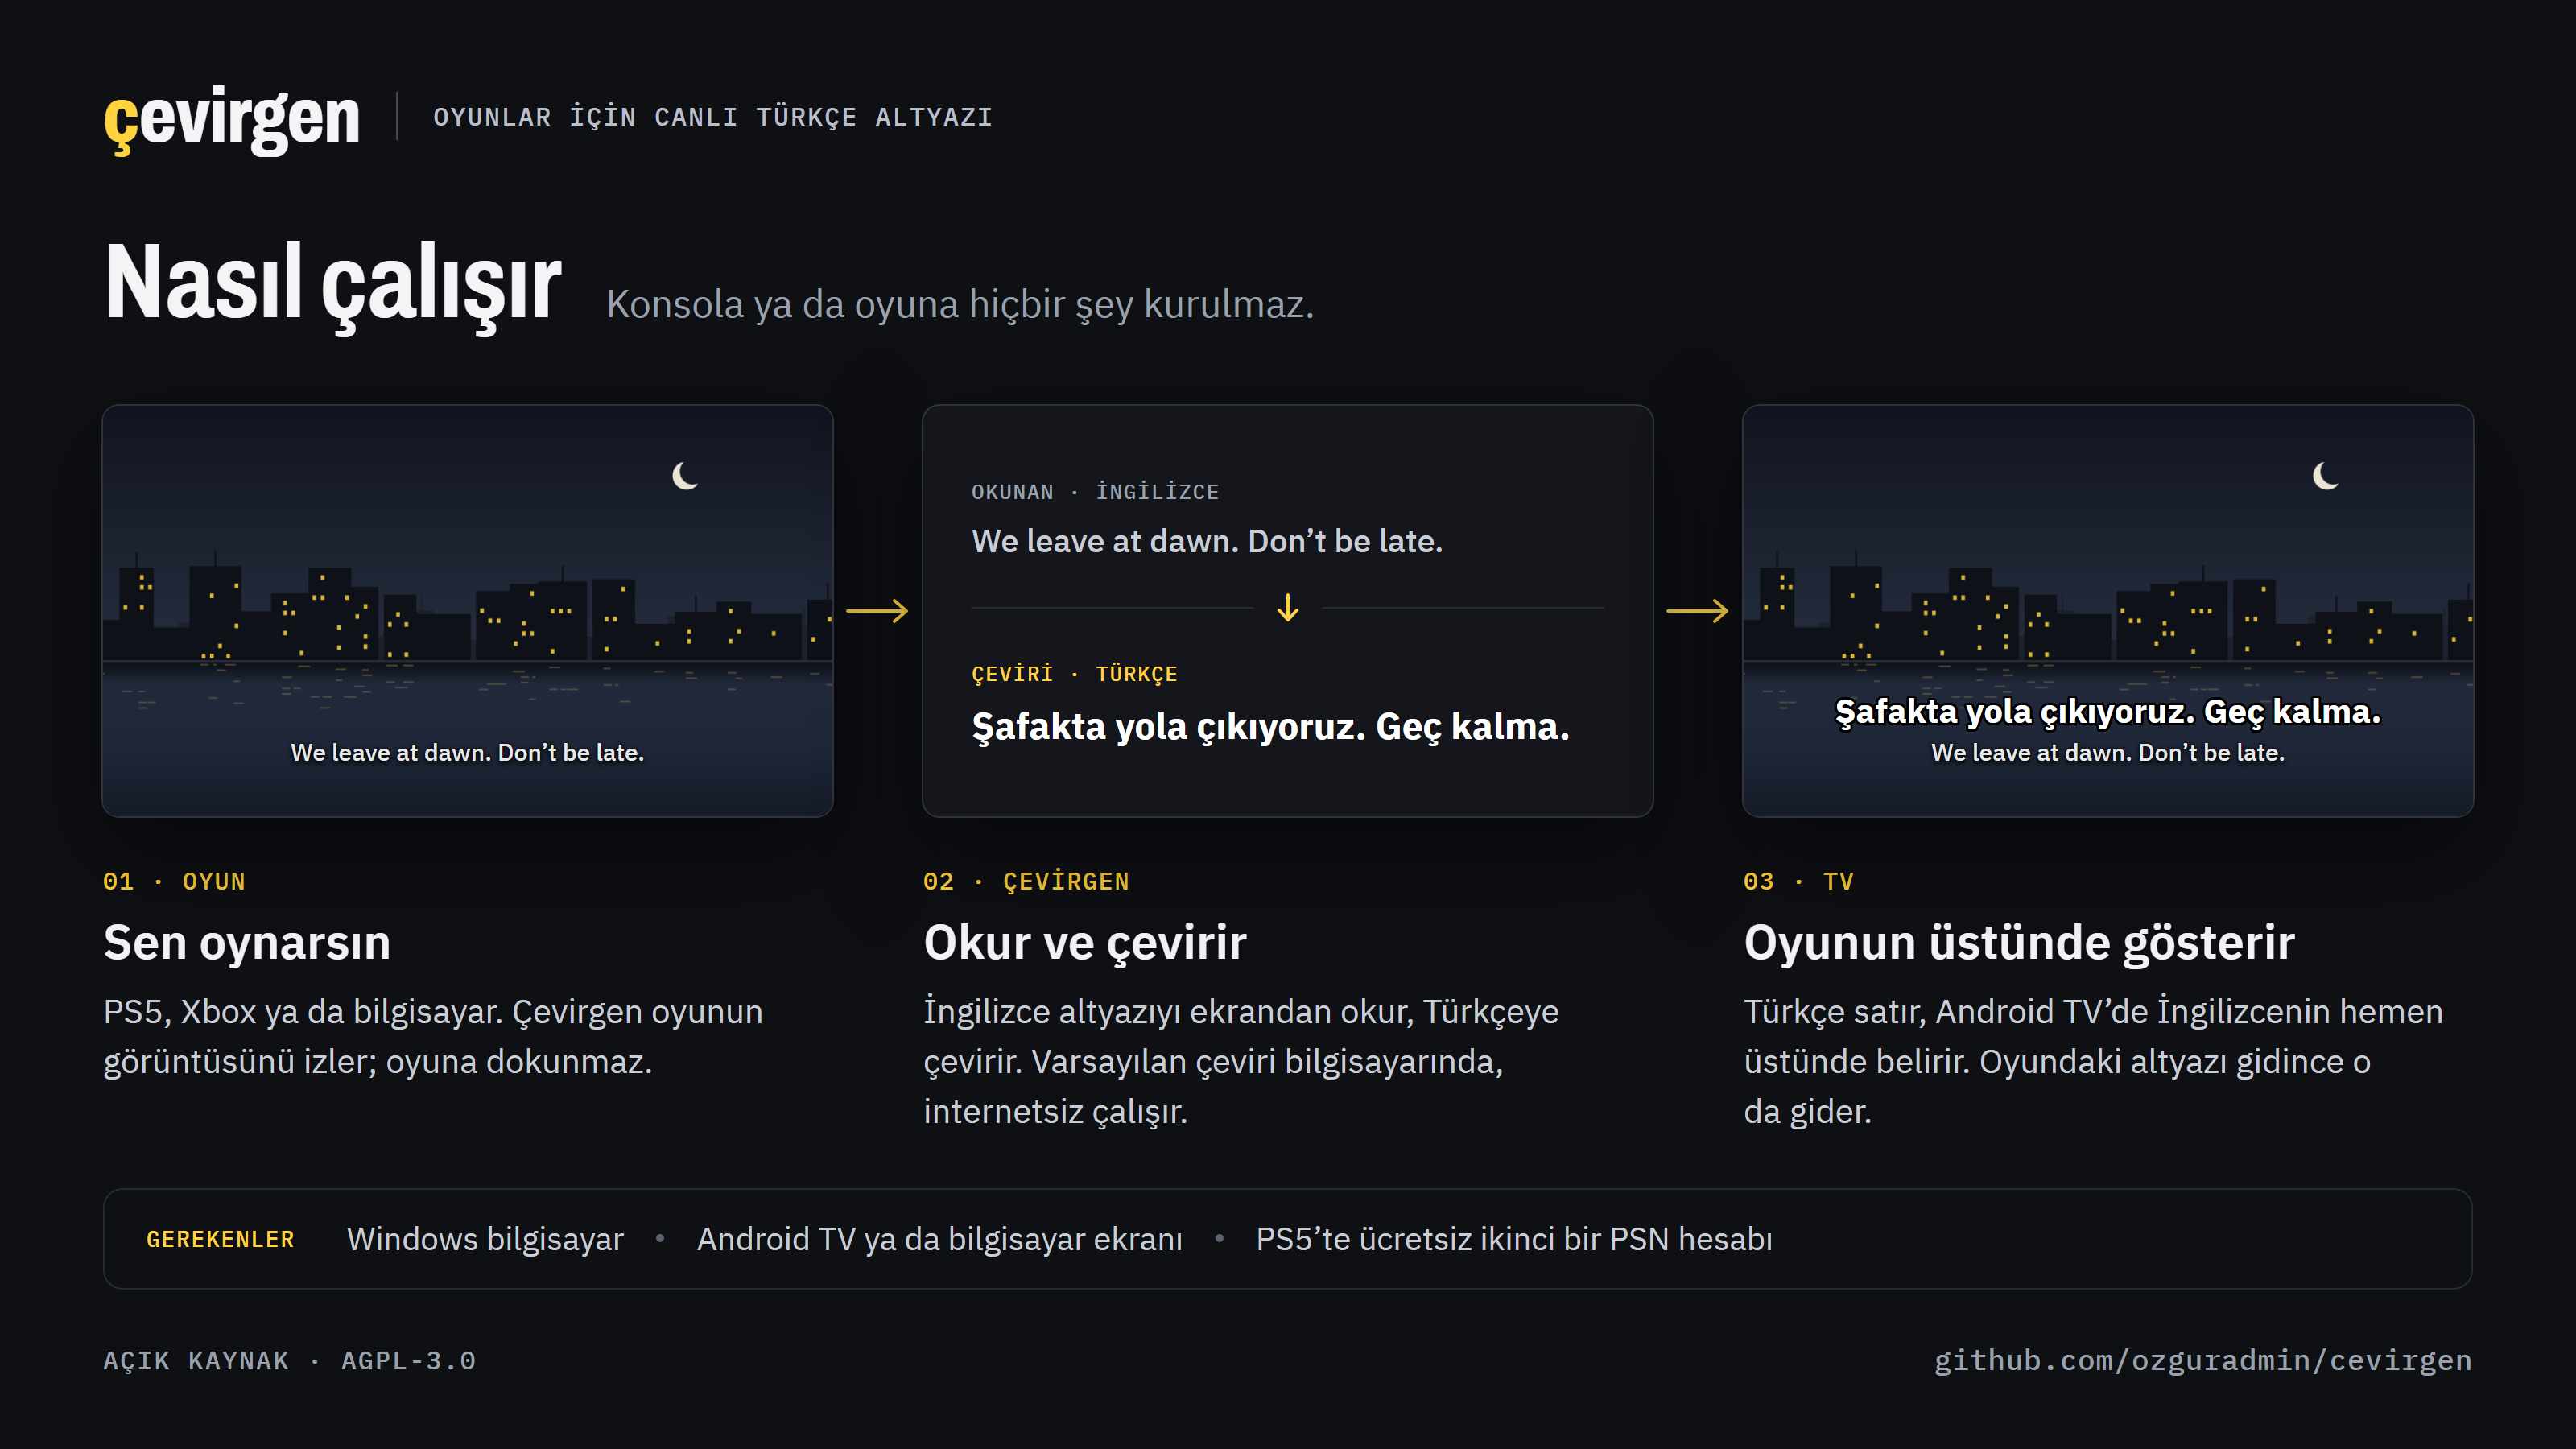 çevirgen
OYUNLAR İÇİN CANLI TÜRKÇE ALTYAZI
Nasıl çalışır
Konsola ya da oyuna hiçbir şey kurulmaz.
We leave at dawn. Don’t be late.
OKUNAN · İNGİLİZCE
We leave at dawn. Don’t be late.
ÇEVİRİ · TÜRKÇE
Şafakta yola çıkıyoruz. Geç kalma.
Şafakta yola çıkıyoruz. Geç kalma.
We leave at dawn. Don’t be late.
01 · OYUN
Sen oynarsın
PS5, Xbox ya da bilgisayar. Çevirgen oyunun
görüntüsünü izler; oyuna dokunmaz.
02 · ÇEVİRGEN
Okur ve çevirir
İngilizce altyazıyı ekrandan okur, Türkçeye
çevirir. Varsayılan çeviri bilgisayarında,
internetsiz çalışır.
03 · TV
Oyunun üstünde gösterir
Türkçe satır, Android TV’de İngilizcenin hemen
üstünde belirir. Oyundaki altyazı gidince o
da gider.
GEREKENLER Windows bilgisayar • Android TV ya da bilgisayar ekranı • PS5’te ücretsiz ikinci bir PSN hesabı
AÇIK KAYNAK · AGPL-3.0
github.com/ozguradmin/cevirgen